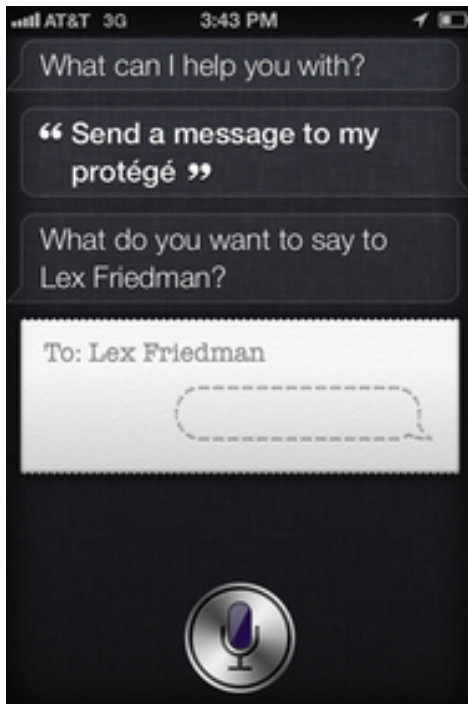 AT&T 3G 3:43 PM
What can I help you with?
“ Send a message to my
protégé ”
What do you want to say to
Lex Friedman?
To: Lex Friedman